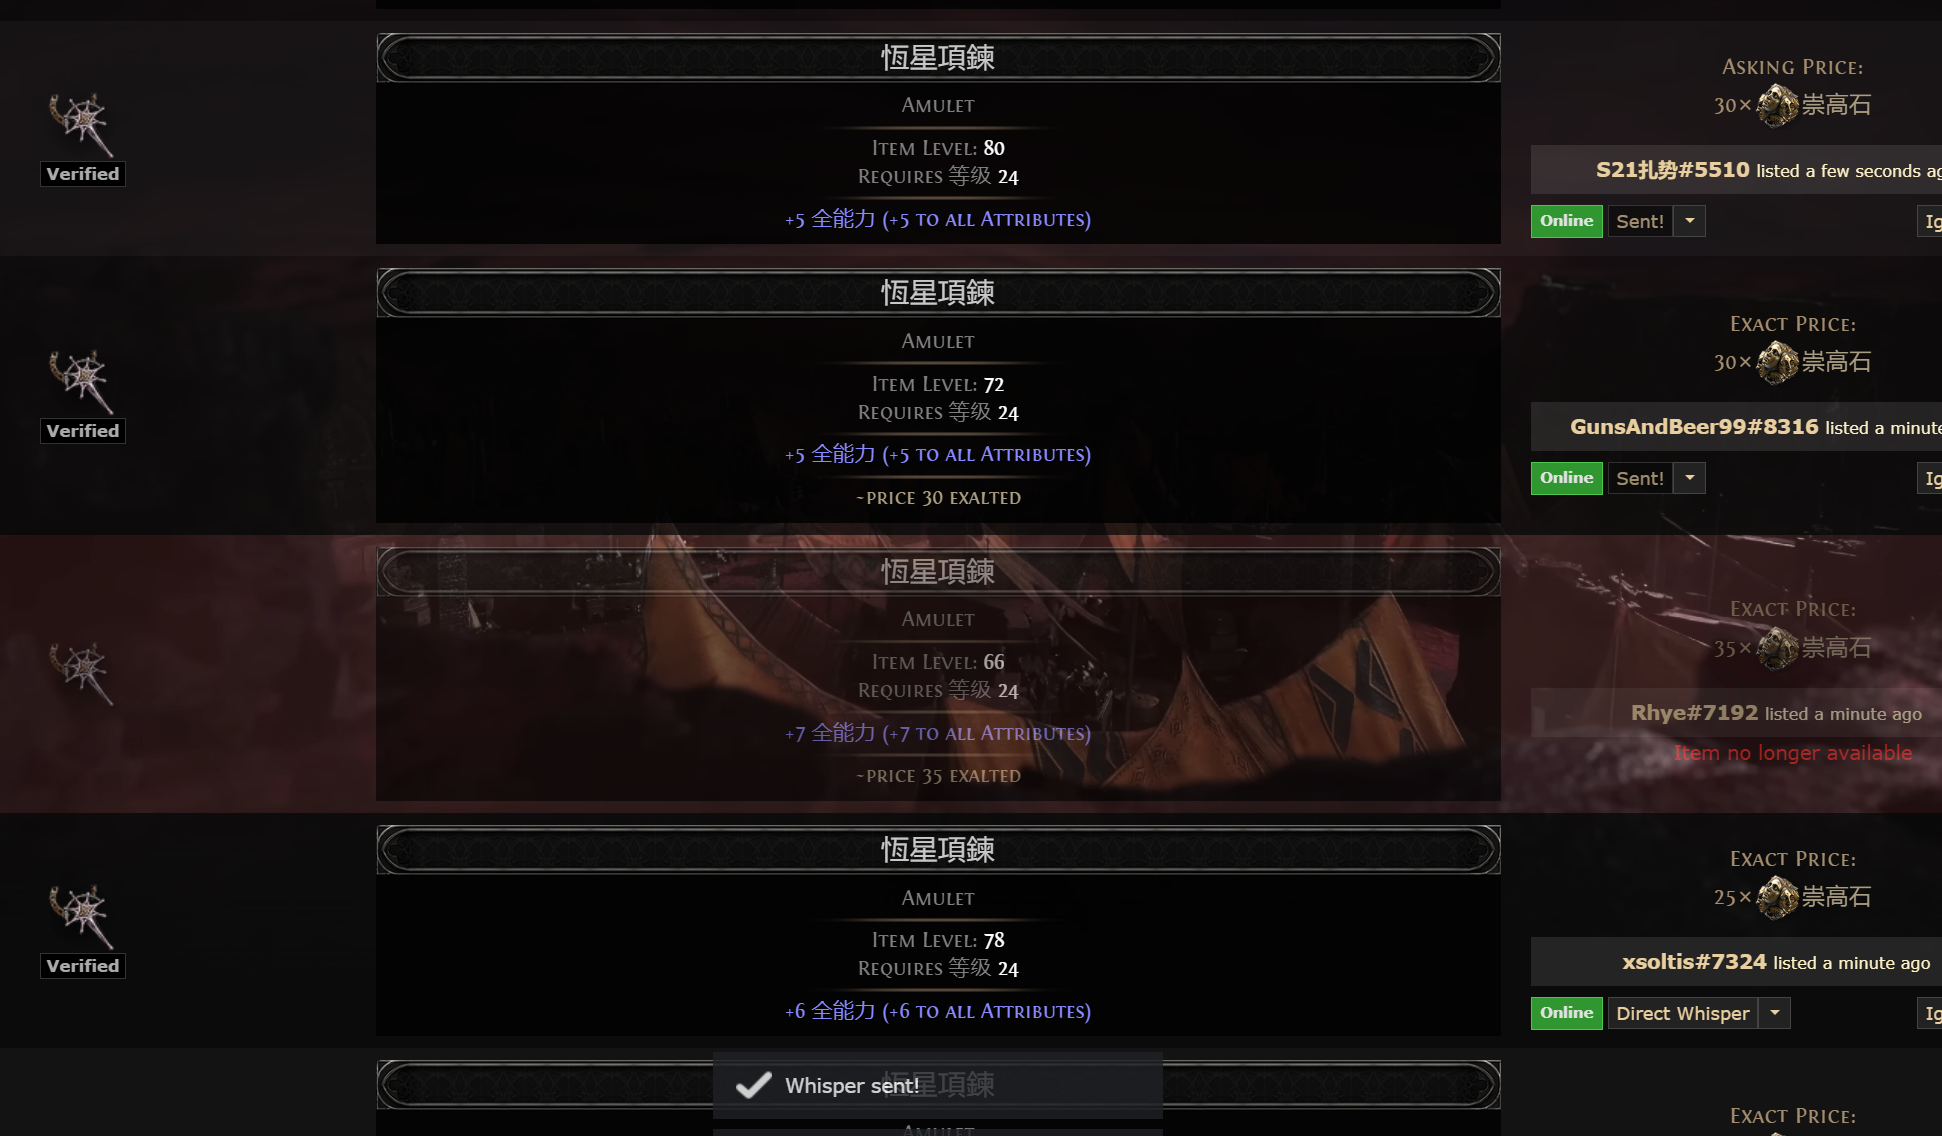 恆星項鍊
AMULET
ITEM LEVEL: 80
REQUIRES 等级 24
+5 全能力 (+5 TO ALL ATTRIBUTES)
Verified
ASKING PRICE:
30× 崇高石
S21扎势#5510 listed a few seconds ag
Online Sent! Ig
恆星項鍊
AMULET
ITEM LEVEL: 72
REQUIRES 等级 24
+5 全能力 (+5 TO ALL ATTRIBUTES)
~PRICE 30 EXALTED
Verified
EXACT PRICE:
30× 崇高石
GunsAndBeer99#8316 listed a minute
Online Sent! Ig
恆星項鍊
AMULET
ITEM LEVEL: 66
REQUIRES 等级 24
+7 全能力 (+7 TO ALL ATTRIBUTES)
~PRICE 35 EXALTED
EXACT PRICE:
35× 崇高石
Rhye#7192 listed a minute ago
Item no longer available
恆星項鍊
AMULET
ITEM LEVEL: 78
REQUIRES 等级 24
+6 全能力 (+6 TO ALL ATTRIBUTES)
Verified
EXACT PRICE:
25× 崇高石
xsoltis#7324 listed a minute ago
Online Direct Whisper Ig
恆星項鍊
Whisper sent!
AMULET
EXACT PRICE: